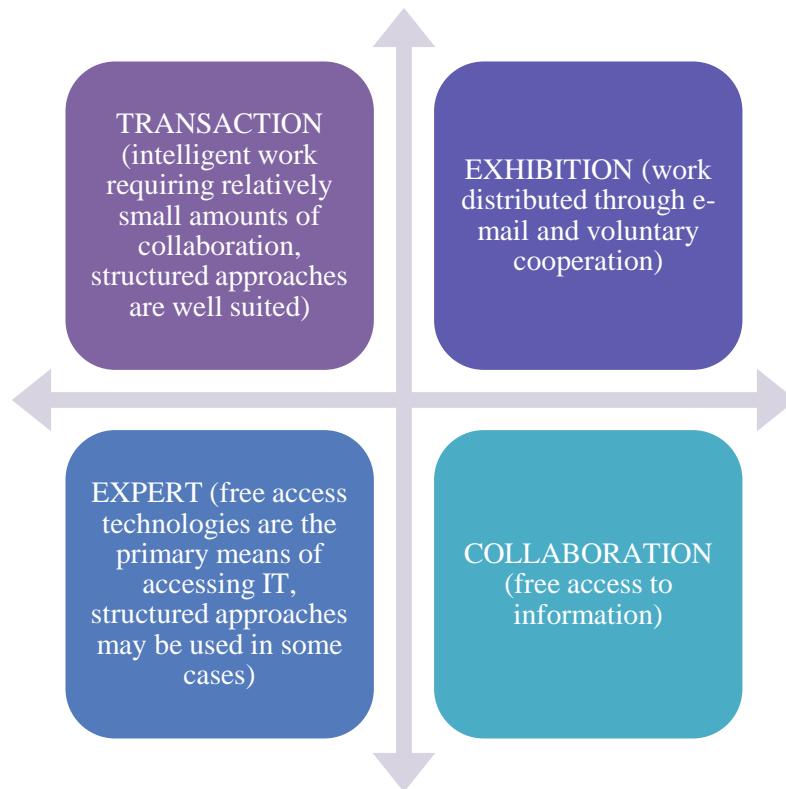 TRANSACTION
(intelligent work
requiring relatively
small amounts of
collaboration,
structured approaches
are well suited)
EXHIBITION (work
distributed through e-
mail and voluntary
cooperation)
EXPERT (free access
technologies are the
primary means of
accessing IT,
structured approaches
may be used in some
cases)
COLLABORATION
(free access to
information)